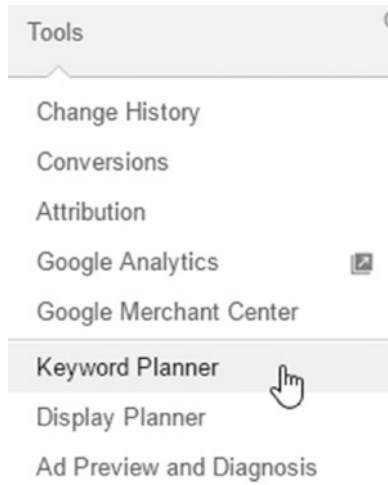 Tools
Change History
Conversions
Attribution
Google Analytics
Google Merchant Center
Keyword Planner
Display Planner
Ad Preview and Diagnosis